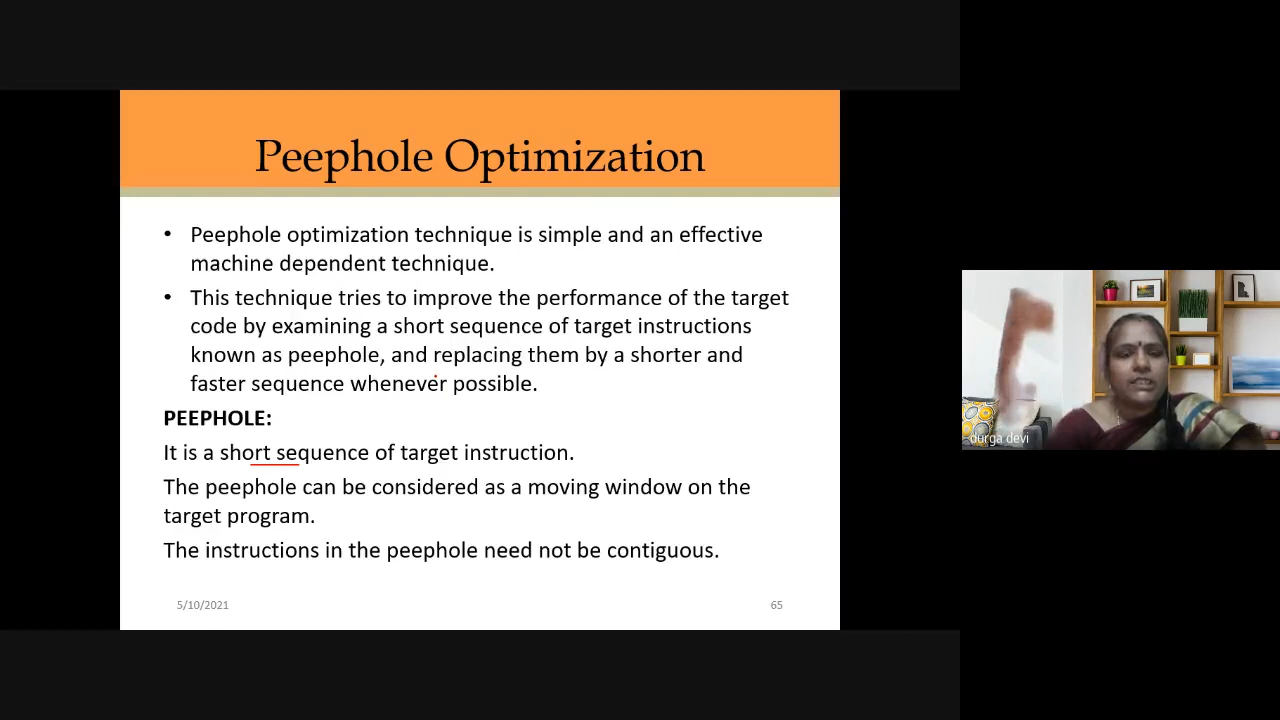 Peephole Optimization
• Peephole optimization technique is simple and an effective
machine dependent technique.
• This technique tries to improve the performance of the target
code by examining a short sequence of target instructions
known as peephole, and replacing them by a shorter and
faster sequence whenever possible.
PEEPHOLE:
It is a short sequence of target instruction.
The peephole can be considered as a moving window on the
target program.
The instructions in the peephole need not be contiguous.
5/10/2021
65
durga devi